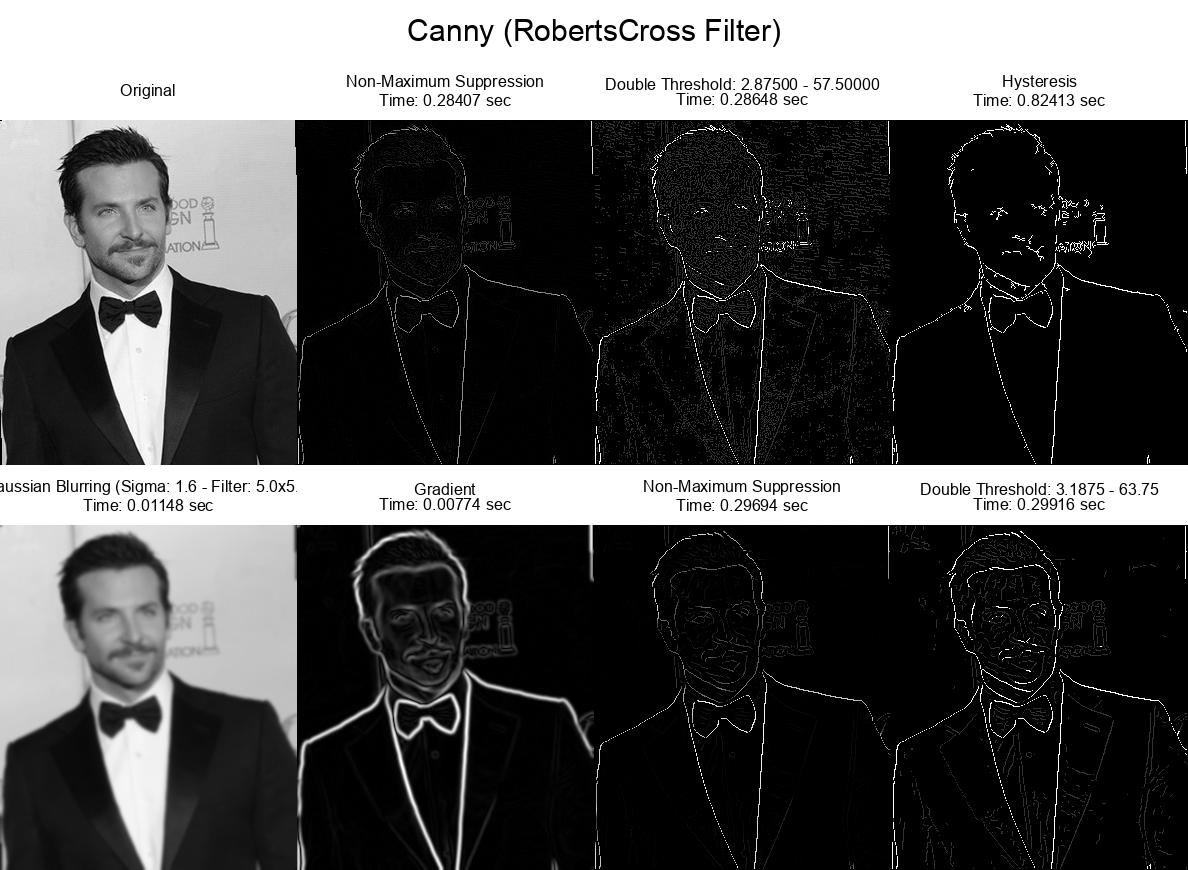 Canny (RobertsCross Filter)
Original
Non-Maximum Suppression
Time: 0.28407 sec
Double Threshold: 2.87500 - 57.50000
Time: 0.28648 sec
Hysteresis
Time: 0.82413 sec
OOD
GN
ATION
aussian Blurring (Sigma: 1.6 - Filter: 5.0x5.
Time: 0.01148 sec
Gradient
Time: 0.00774 sec
Non-Maximum Suppression
Time: 0.29694 sec
Double Threshold: 3.1875 - 63.75
Time: 0.29916 sec